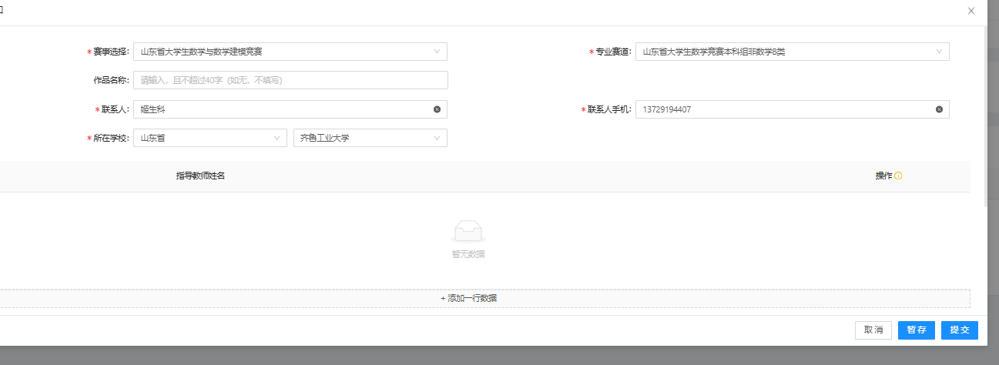 * 赛事选择: 山东省大学生数学与数学建模竞赛 * 专业赛道: 山东省大学生数学竞赛本科组非数学B类
作品名称: 请输入，且不超过40字（如无，不填写）
* 联系人: 姬生科 * 联系人手机: 13729194407
* 所在学校: 山东省 齐鲁工业大学
指导教师姓名 操作
暂无数据
+ 添加一行数据
取消 暂存 提交